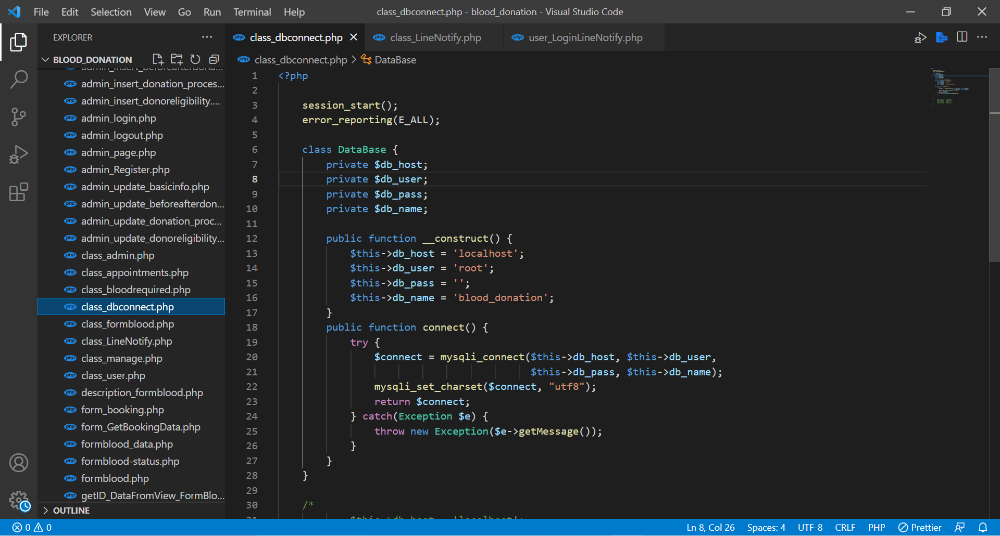 File Edit Selection View Go Run Terminal Help
class_dbconnect.php - blood_donation - Visual Studio Code
EXPLORER
BLOOD_DONATION
admin_insert_beforeafterdona...
admin_insert_donation_proces...
admin_insert_donoreligibility....
admin_login.php
admin_logout.php
admin_page.php
admin_Register.php
admin_update_basicinfo.php
admin_update_beforeafterdon...
admin_update_donation_proc...
admin_update_donoreligibility...
class_admin.php
class_appointments.php
class_bloodrequired.php
class_dbconnect.php
class_formblood.php
class_LineNotify.php
class_manage.php
class_user.php
description_formblood.php
form_booking.php
form_GetBookingData.php
formblood_data.php
formblood-status.php
formblood.php
getID_DataFromView_FormBlo...
OUTLINE
class_dbconnect.php class_LineNotify.php user_LoginLineNotify.php
class_dbconnect.php > DataBase
1 <?php
2
3 session_start();
4 error_reporting(E_ALL);
5
6 class DataBase {
7 private $db_host;
8 private $db_user;
9 private $db_pass;
10 private $db_name;
11
12 public function __construct() {
13 $this->db_host = 'localhost';
14 $this->db_user = 'root';
15 $this->db_pass = '';
16 $this->db_name = 'blood_donation';
17 }
18 public function connect() {
19 try {
20 $connect = mysqli_connect($this->db_host, $this->db_user,
21 $this->db_pass, $this->db_name);
22 mysqli_set_charset($connect, "utf8");
23 return $connect;
24 } catch(Exception $e) {
25 throw new Exception($e->getMessage());
26 }
27 }
28 }
29
30 /*
31 $this->db_host = 'localhost';
0 0
Ln 8, Col 26 Spaces: 4 UTF-8 CRLF PHP Prettier